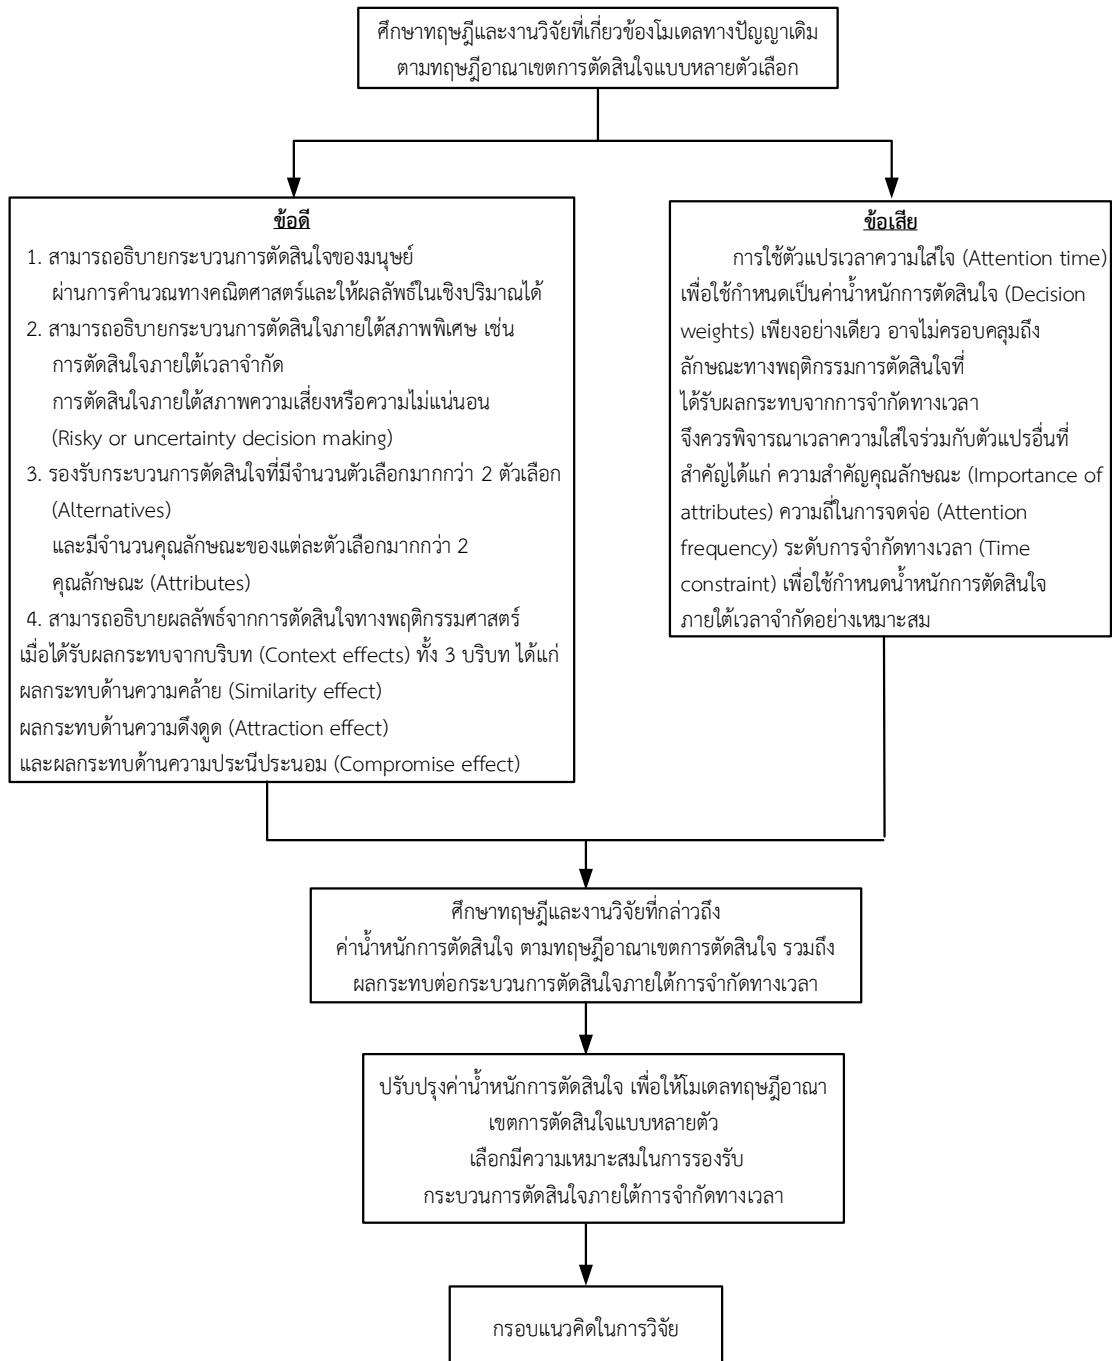 ศึกษาทฤษฎีและงานวิจัยที่เกี่ยวข้องโมเดลทางปัญญาเดิม
ตามทฤษฎีอาณาเขตการตัดสินใจแบบหลายตัวเลือก
ข้อดี
1. สามารถอธิบายกระบวนการตัดสินใจของมนุษย์
ผ่านการคำนวณทางคณิตศาสตร์และให้ผลลัพธ์ในเชิงปริมาณได้
2. สามารถอธิบายกระบวนการตัดสินใจภายใต้สภาพพิเศษ เช่น
การตัดสินใจภายใต้เวลาจำกัด
การตัดสินใจภายใต้สภาพความเสี่ยงหรือความไม่แน่นอน
(Risky or uncertainty decision making)
3. รองรับกระบวนการตัดสินใจที่มีจำนวนตัวเลือกมากกว่า 2 ตัวเลือก
(Alternatives)
และมีจำนวนคุณลักษณะของแต่ละตัวเลือกมากกว่า 2
คุณลักษณะ (Attributes)
4. สามารถอธิบายผลลัพธ์จากการตัดสินใจทางพฤติกรรมศาสตร์
เมื่อได้รับผลกระทบจากบริบท (Context effects) ทั้ง 3 บริบท ได้แก่
ผลกระทบด้านความคล้าย (Similarity effect)
ผลกระทบด้านความดึงดูด (Attraction effect)
และผลกระทบด้านความประนีประนอม (Compromise effect)
ข้อเสีย
การใช้ตัวแปรเวลาความใส่ใจ (Attention time)
เพื่อใช้กำหนดเป็นค่าน้ำหนักการตัดสินใจ (Decision
weights) เพียงอย่างเดียว อาจไม่ครอบคลุมถึง
ลักษณะทางพฤติกรรมการตัดสินใจที่
ได้รับผลกระทบจากการจำกัดทางเวลา
จึงควรพิจารณาเวลาความใส่ใจร่วมกับตัวแปรอื่นที่
สำคัญได้แก่ ความสำคัญคุณลักษณะ (Importance of
attributes) ความถี่ในการจดจ่อ (Attention
frequency) ระดับการจำกัดทางเวลา (Time
constraint) เพื่อใช้กำหนดน้ำหนักการตัดสินใจ
ภายใต้เวลาจำกัดอย่างเหมาะสม
ศึกษาทฤษฎีและงานวิจัยที่กล่าวถึง
ค่าน้ำหนักการตัดสินใจ ตามทฤษฎีอาณาเขตการตัดสินใจ รวมถึง
ผลกระทบต่อกระบวนการตัดสินใจภายใต้การจำกัดทางเวลา
ปรับปรุงค่าน้ำหนักการตัดสินใจ เพื่อให้โมเดลทฤษฎีอาณา
เขตการตัดสินใจแบบหลายตัว
เลือกมีความเหมาะสมในการรองรับ
กระบวนการตัดสินใจภายใต้การจำกัดทางเวลา
กรอบแนวคิดในการวิจัย